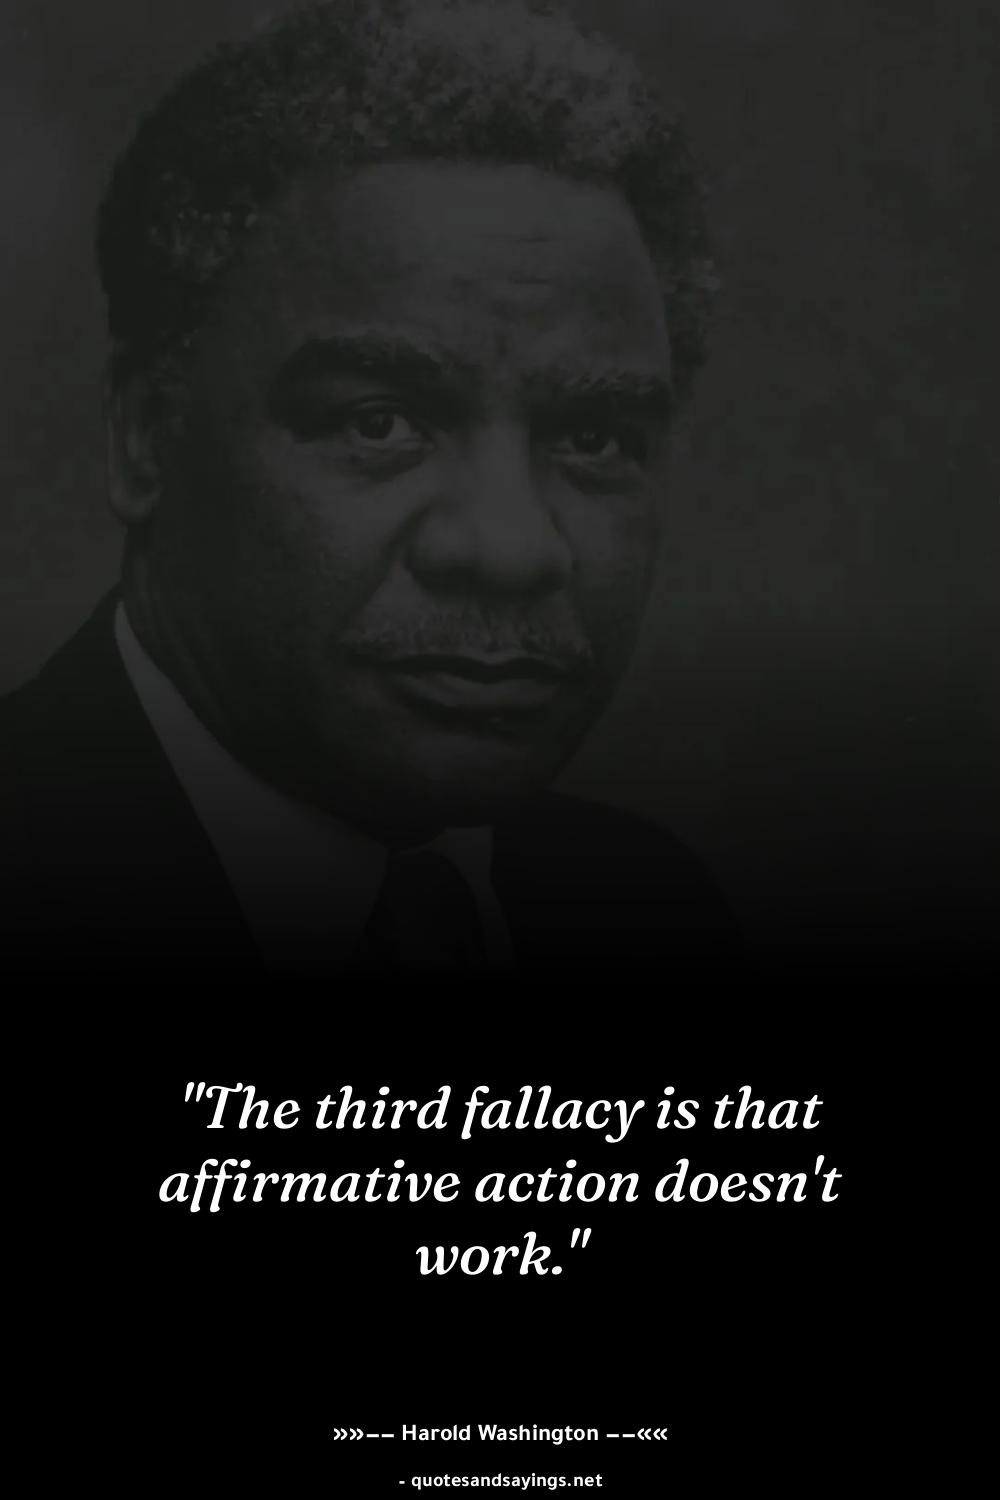 "The third fallacy is that
affirmative action doesn't
work."
»»−− Harold Washington −−««
- quotesandsayings.net